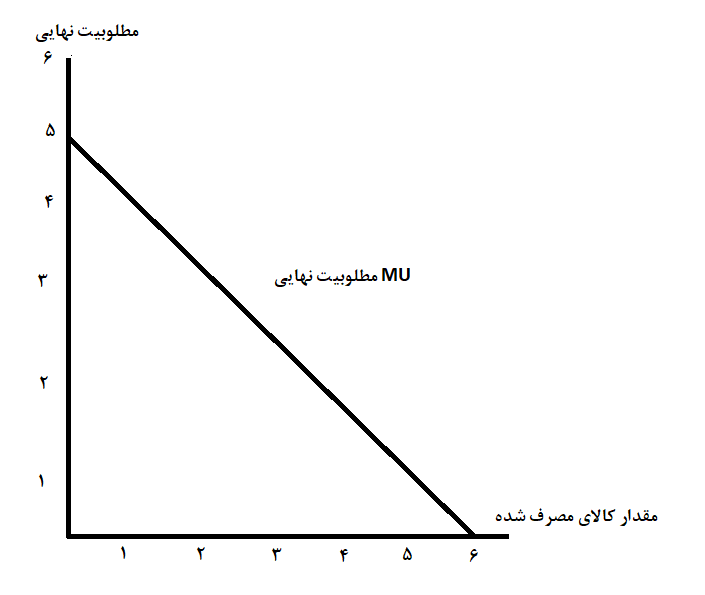 مطلوبیت نهایی
۶
۵
۴
۳
۲
۱
MU مطلوبیت نهایی
مقدار کالای مصرف شده
۱ ۲ ۳ ۴ ۵ ۶